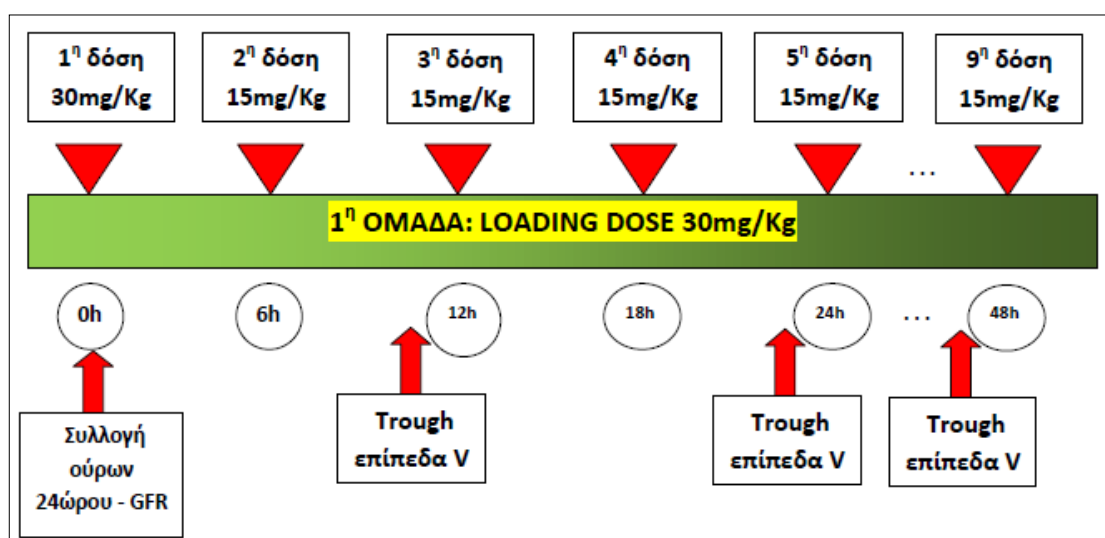 1η δόση
30mg/Kg
2η δόση
15mg/Kg
3η δόση
15mg/Kg
4η δόση
15mg/Kg
5η δόση
15mg/Kg
9η δόση
15mg/Kg
...
1η ΟΜΑΔΑ: LOADING DOSE 30mg/Kg
0h
6h
12h
18h
24h
...
48h
Συλλογή
ούρων
24ώρου - GFR
Trough
επίπεδα V
Trough
επίπεδα V
Trough
επίπεδα V